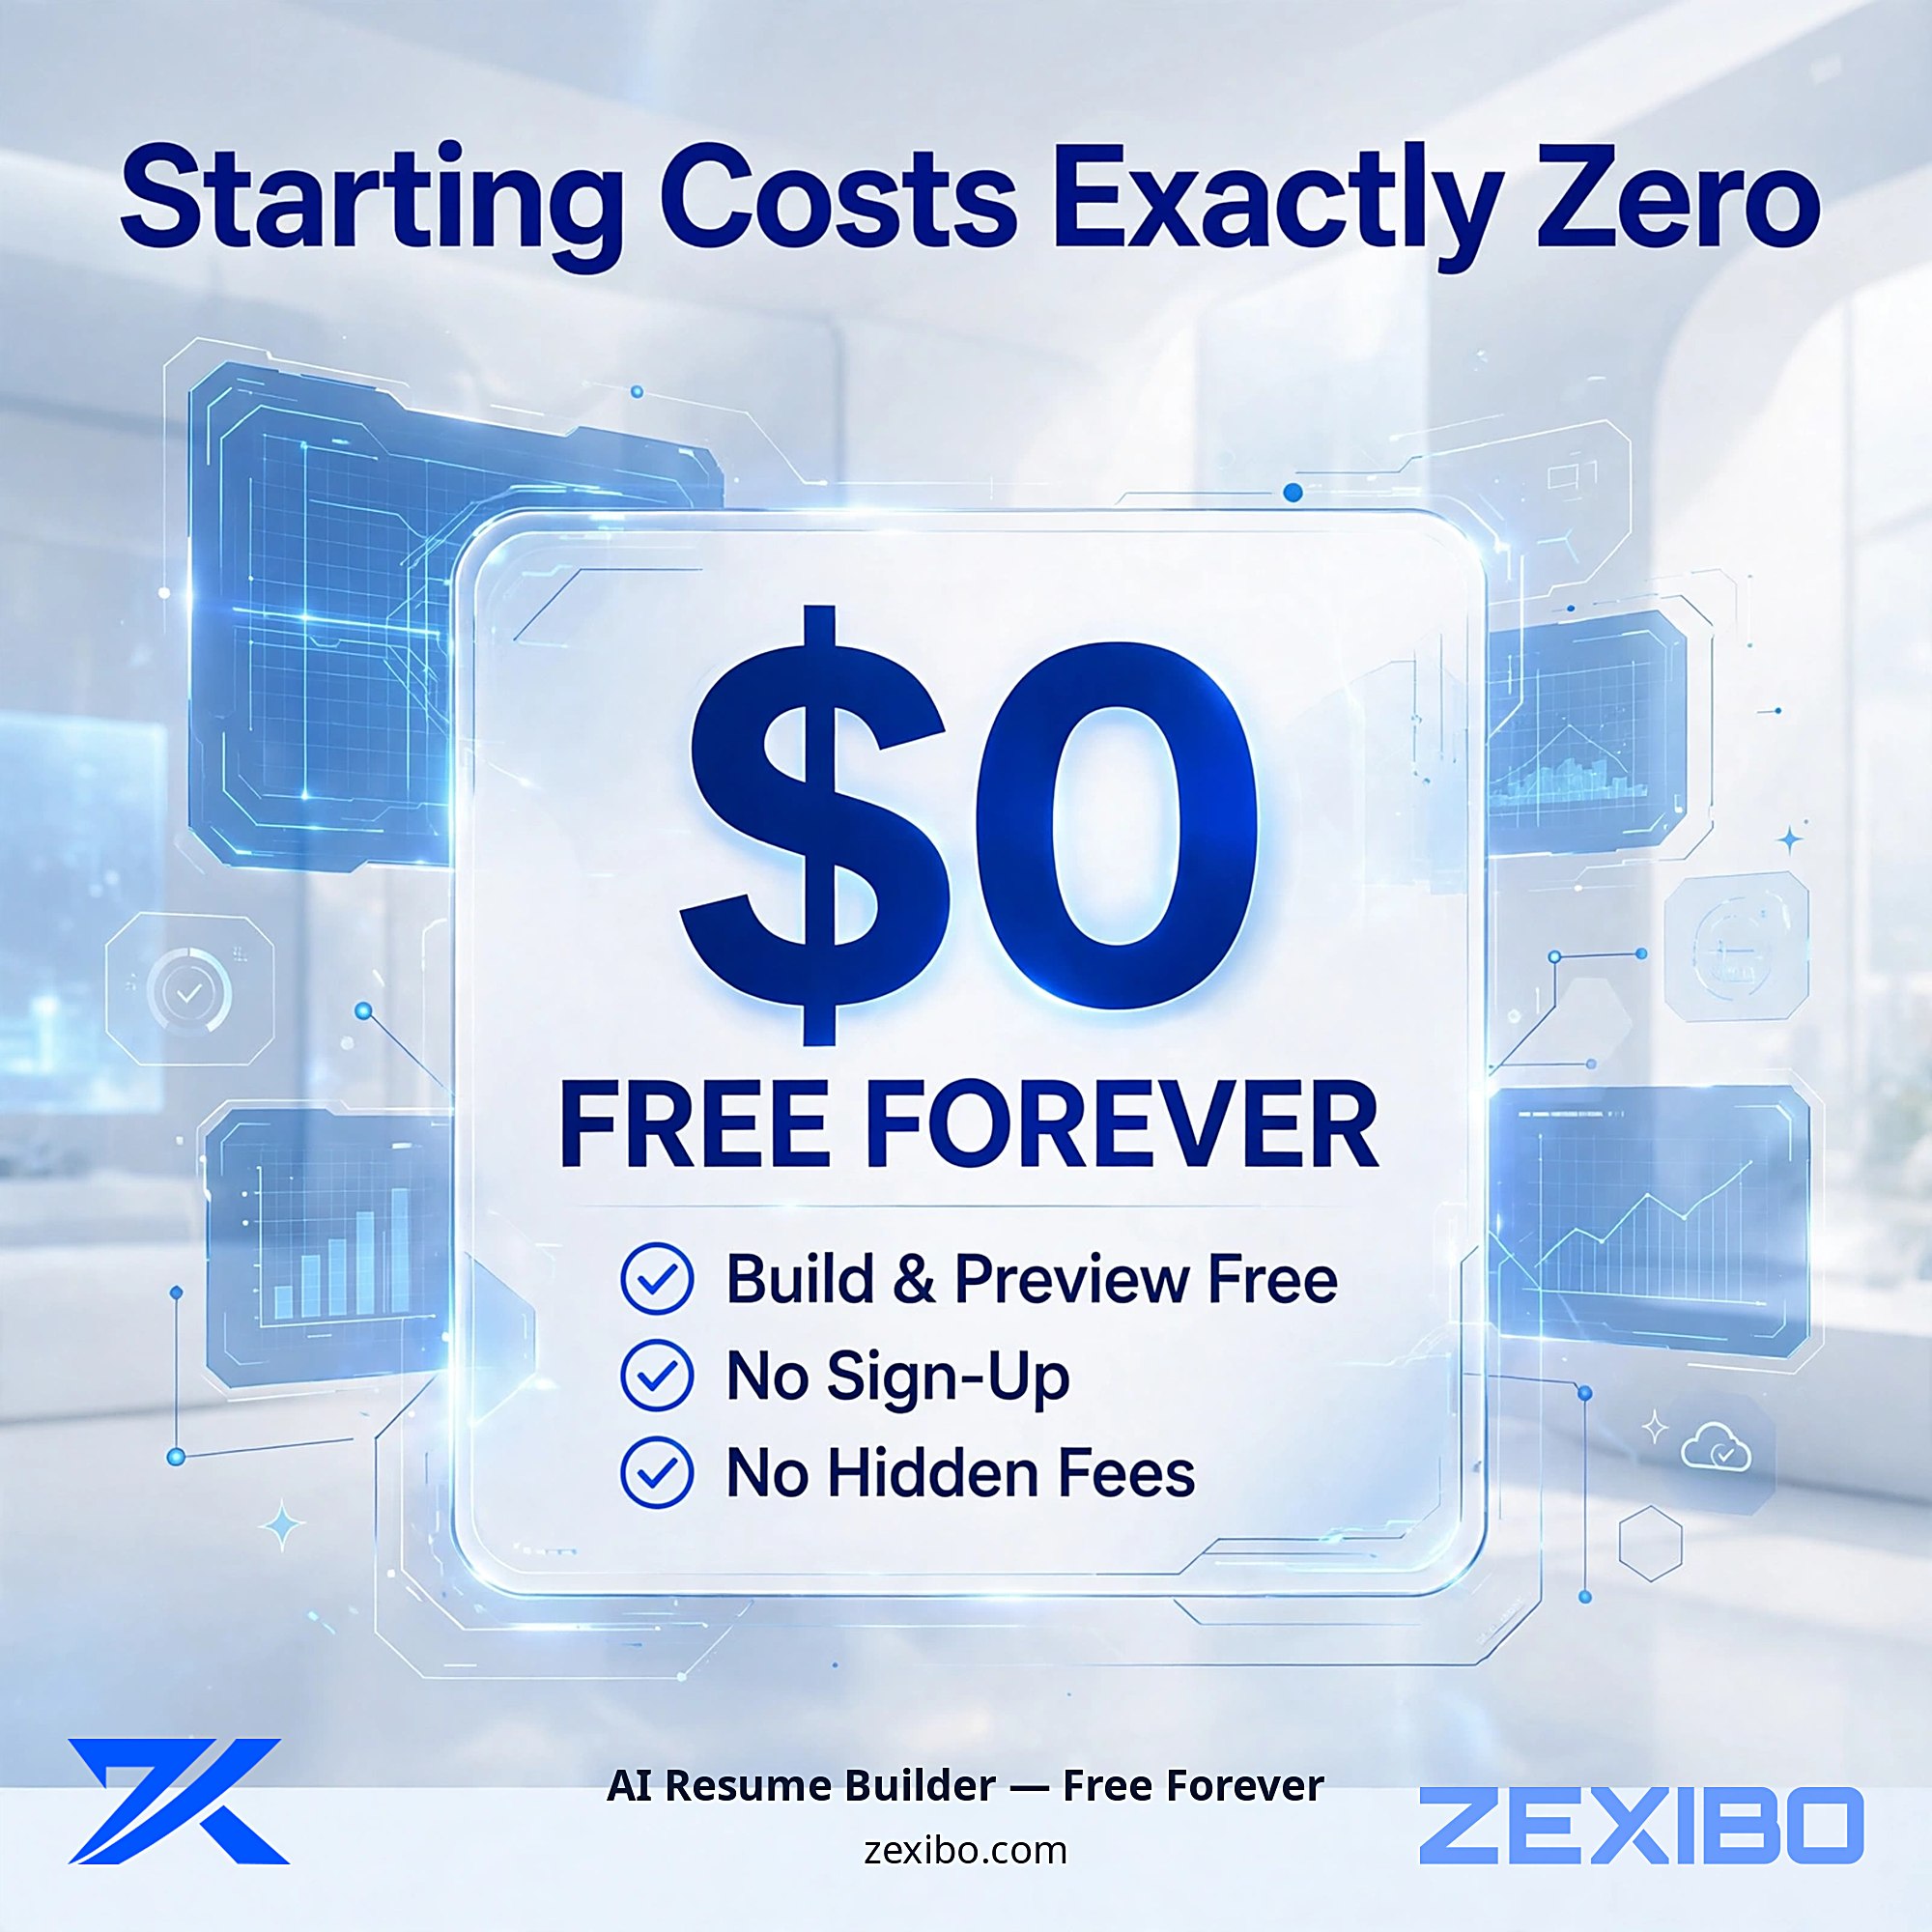 Starting Costs Exactly Zero
$0
FREE FOREVER
Build & Preview Free
No Sign-Up
No Hidden Fees
AI Resume Builder — Free Forever
zexibo.com
ZEXIBO